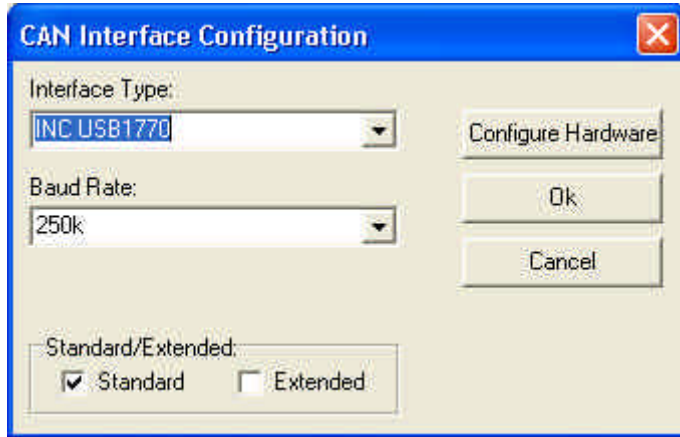 CAN Interface Configuration
Interface Type:
INC USB1770
Configure Hardware
Baud Rate:
250k
Ok
Cancel
Standard/Extended:
Standard
Extended